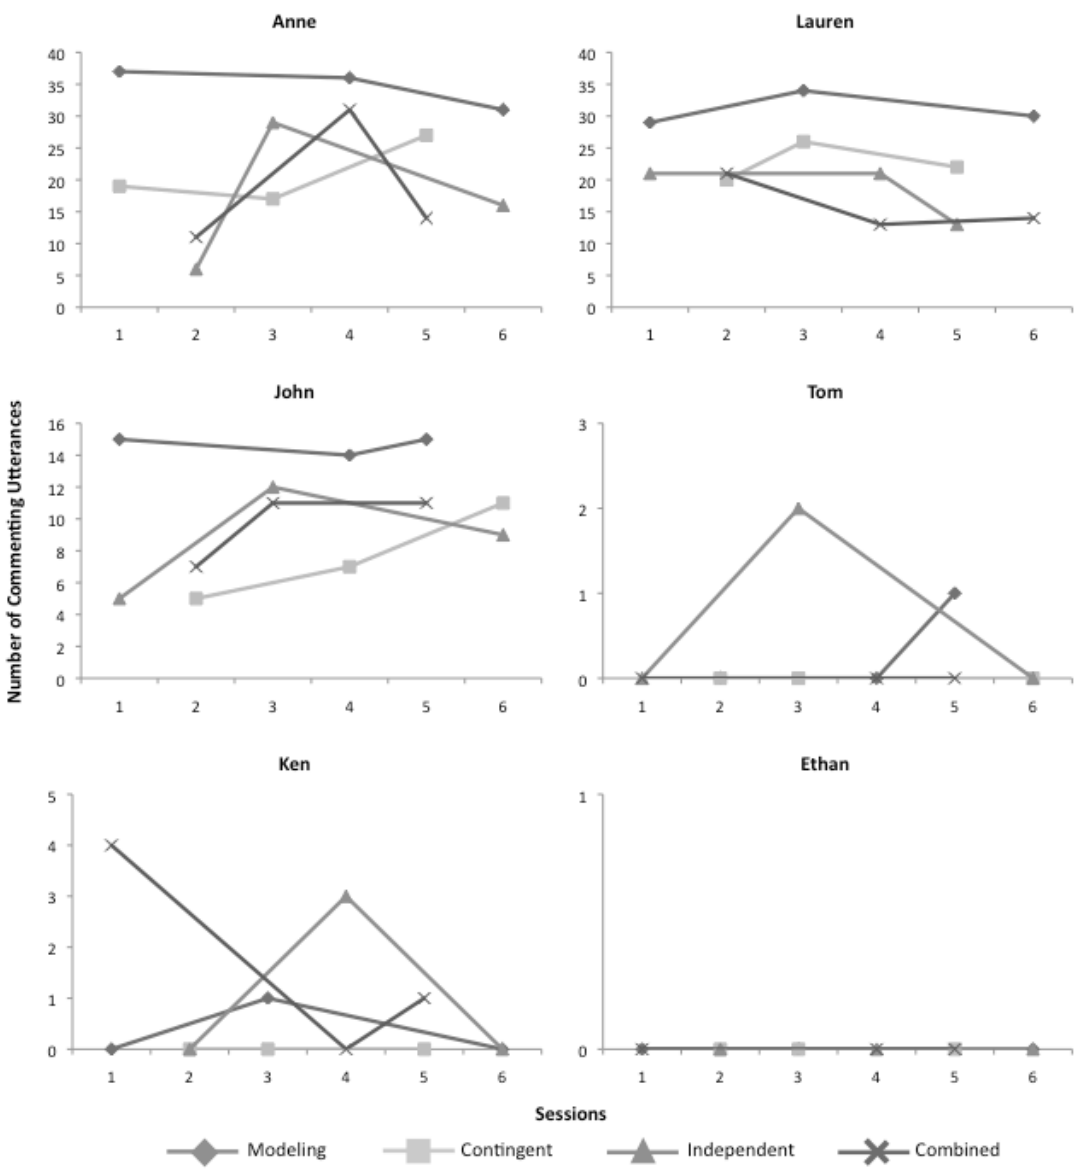 Anne
40
35
30
25
20
15
10
5
0
1 2 3 4 5 6
Lauren
40
35
30
25
20
15
10
5
0
1 2 3 4 5 6
Number of Commenting Utterances
John
16
14
12
10
8
6
4
2
0
1 2 3 4 5 6
Tom
3
2
1
0
1 2 3 4 5 6
Ken
5
4
3
2
1
0
1 2 3 4 5 6
Ethan
1
0
1 2 3 4 5 6
Sessions
Modeling Contingent Independent Combined